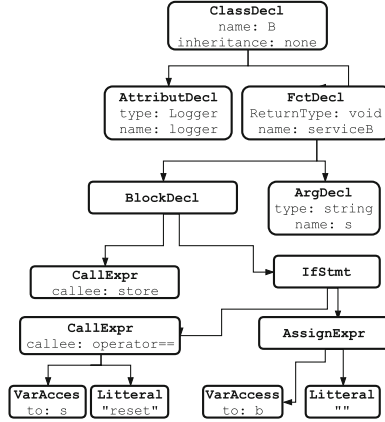 ClassDecl
name: B
inheritance: none
AttributDecl
type: Logger
name: logger
FctDecl
ReturnType: void
name: serviceB
BlockDecl
ArgDecl
type: string
name: s
CallExpr
callee: store
IfStmt
CallExpr
callee: operator==
AssignExpr
VarAcces
to: s
Litteral
"reset"
VarAccess
to: b
Litteral
""